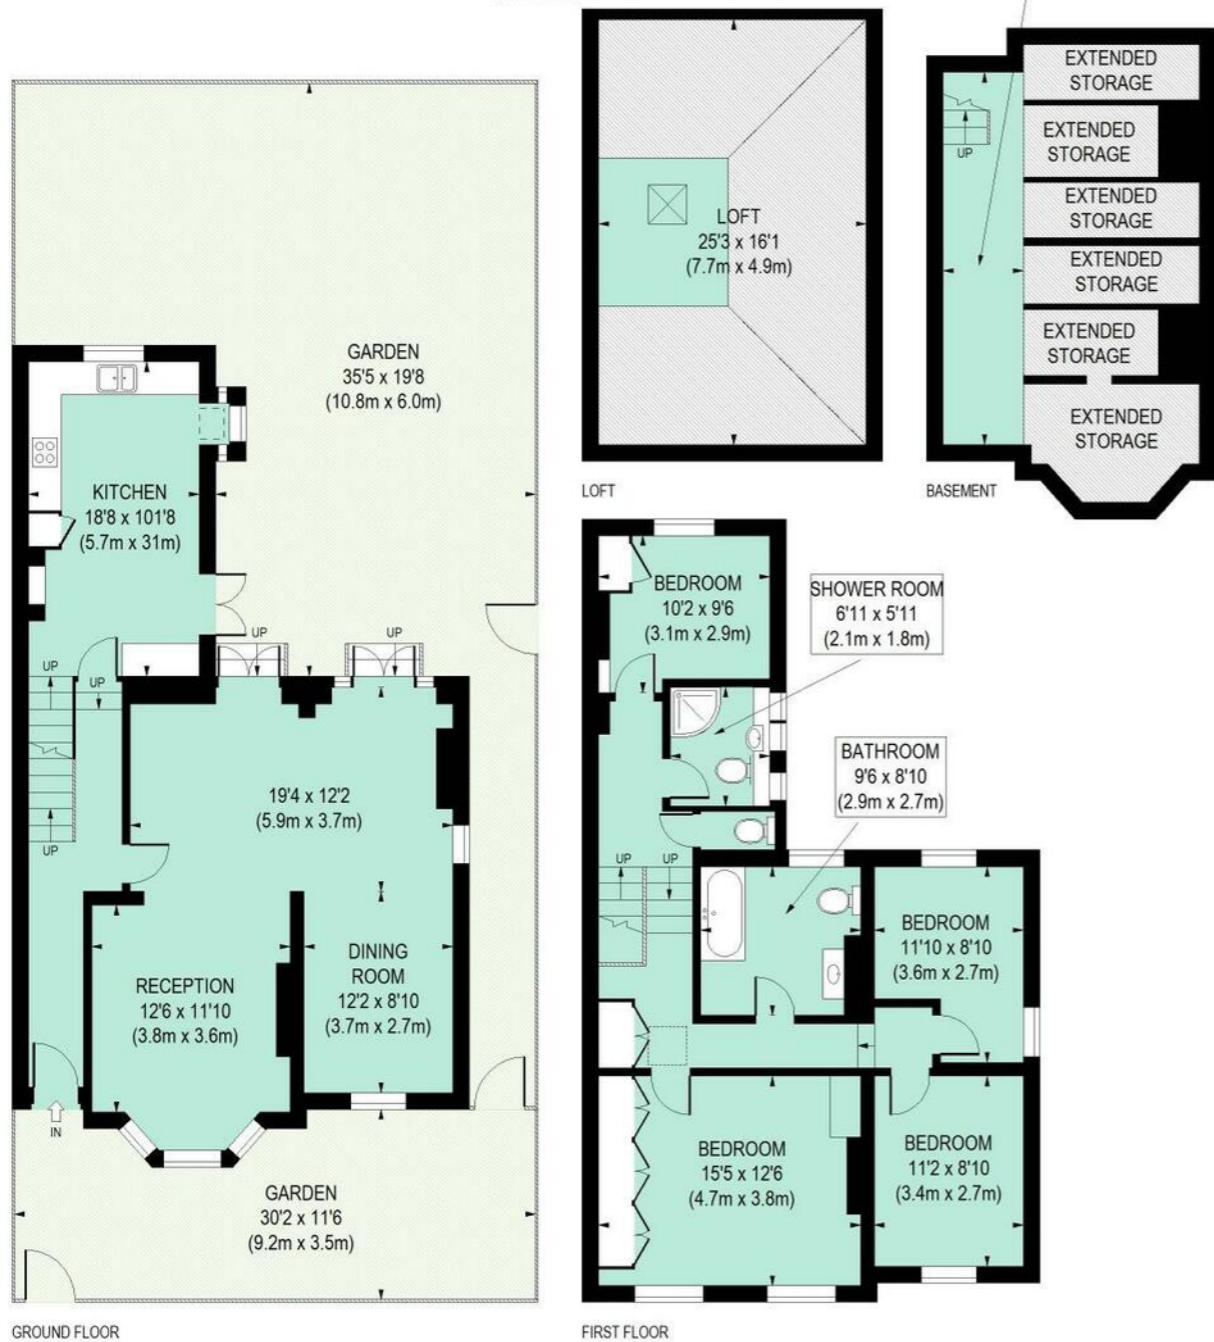 GARDEN
35'5 x 19'8
(10.8m x 6.0m)
KITCHEN
18'8 x 101'8
(5.7m x 31m)
UP
UP
UP
UP
UP
19'4 x 12'2
(5.9m x 3.7m)
RECEPTION
12'6 x 11'10
(3.8m x 3.6m)
DINING
ROOM
12'2 x 8'10
(3.7m x 2.7m)
IN
GARDEN
30'2 x 11'6
(9.2m x 3.5m)
GROUND FLOOR
LOFT
25'3 x 16'1
(7.7m x 4.9m)
LOFT
EXTENDED
STORAGE
EXTENDED
STORAGE
UP
EXTENDED
STORAGE
EXTENDED
STORAGE
EXTENDED
STORAGE
EXTENDED
STORAGE
BASEMENT
BEDROOM
10'2 x 9'6
(3.1m x 2.9m)
SHOWER ROOM
6'11 x 5'11
(2.1m x 1.8m)
BATHROOM
9'6 x 8'10
(2.9m x 2.7m)
UP
UP
BEDROOM
11'10 x 8'10
(3.6m x 2.7m)
BEDROOM
15'5 x 12'6
(4.7m x 3.8m)
BEDROOM
11'2 x 8'10
(3.4m x 2.7m)
FIRST FLOOR